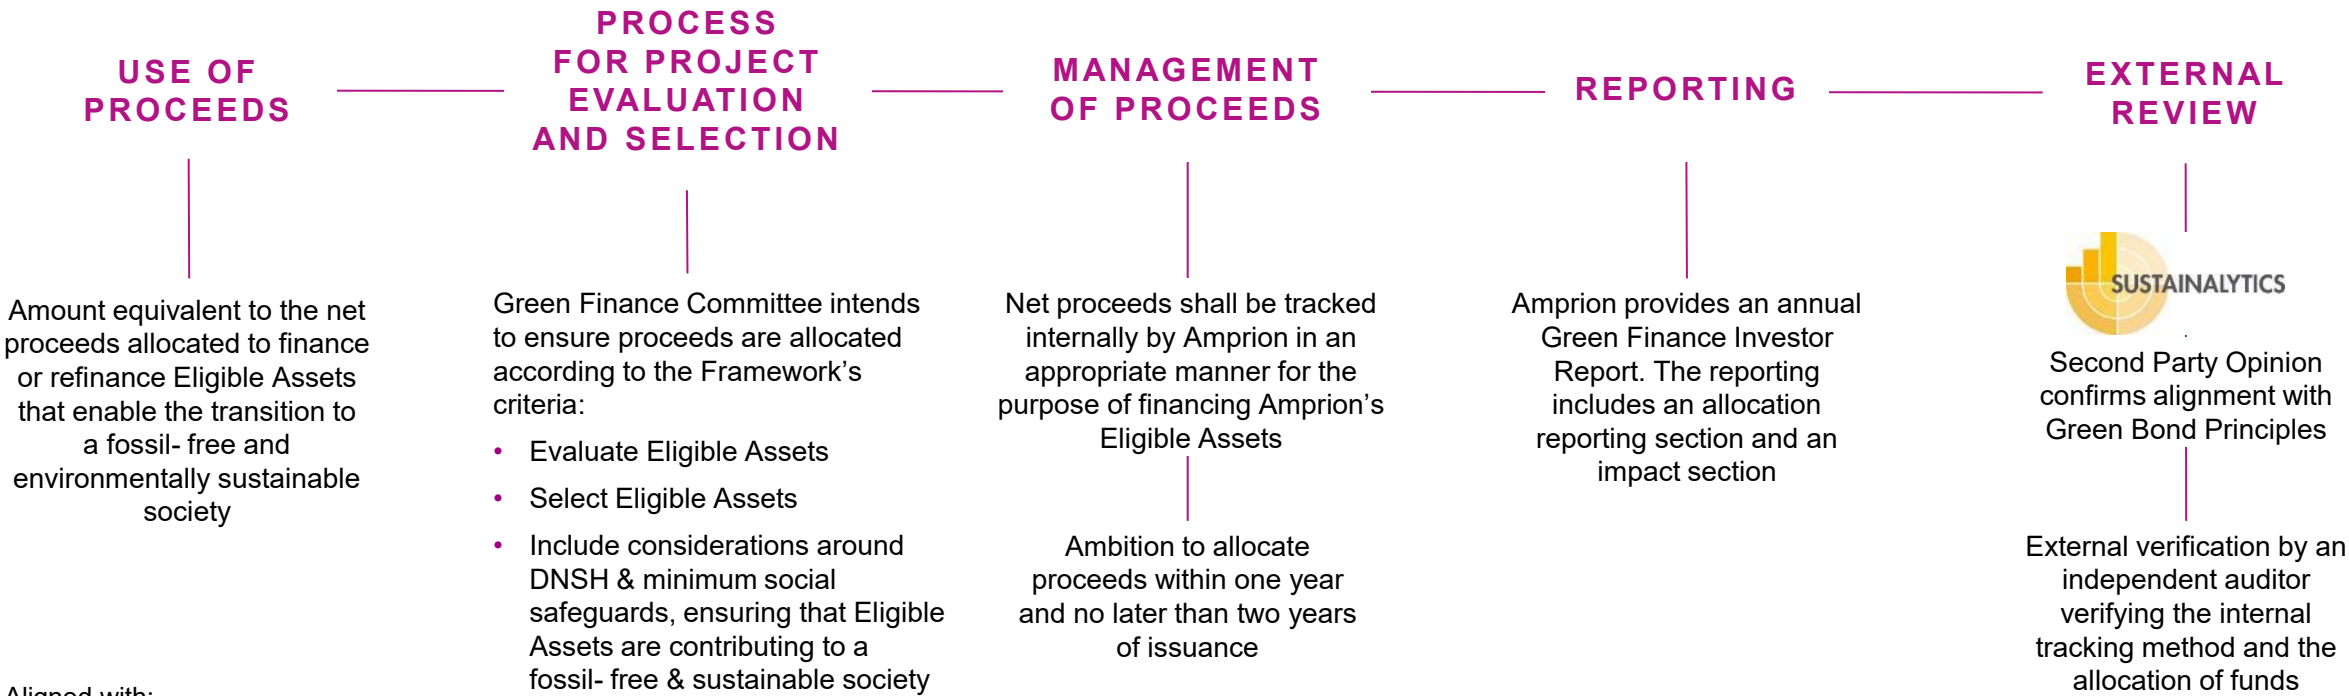 USE OF
PROCEEDS
PROCESS
FOR PROJECT
EVALUATION
AND SELECTION
MANAGEMENT
OF PROCEEDS
REPORTING
EXTERNAL
REVIEW
Amount equivalent to the net
proceeds allocated to finance
or refinance Eligible Assets
that enable the transition to
a fossil- free and
environmentally sustainable
society
Green Finance Committee intends
to ensure proceeds are allocated
according to the Framework’s
criteria:
• Evaluate Eligible Assets
• Select Eligible Assets
• Include considerations around
DNSH & minimum social
safeguards, ensuring that Eligible
Assets are contributing to a
fossil- free & sustainable society
Net proceeds shall be tracked
internally by Amprion in an
appropriate manner for the
purpose of financing Amprion’s
Eligible Assets
Ambition to allocate
proceeds within one year
and no later than two years
of issuance
Amprion provides an annual
Green Finance Investor
Report. The reporting
includes an allocation
reporting section and an
impact section
SUSTAINALYTICS
Second Party Opinion
confirms alignment with
Green Bond Principles
External verification by an
independent auditor
verifying the internal
tracking method and the
allocation of funds
Aligned with: